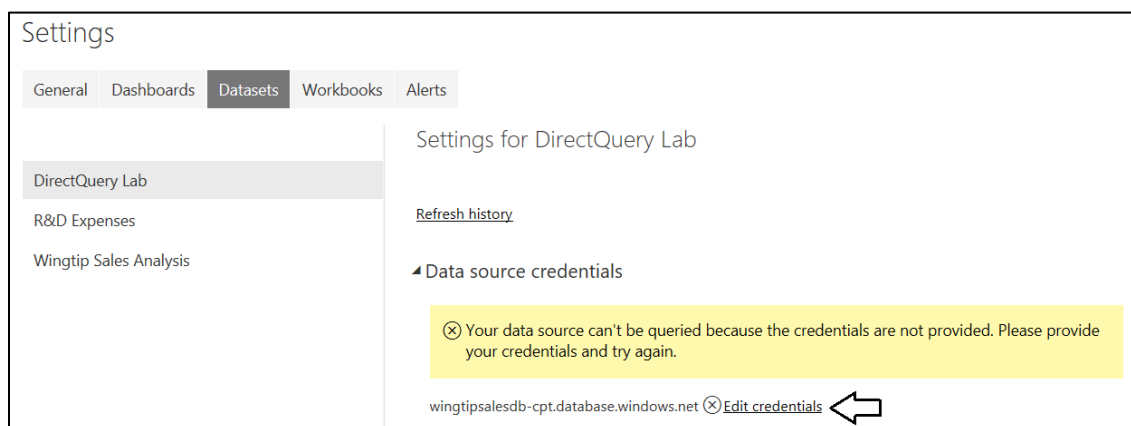 Settings
General Dashboards Datasets Workbooks Alerts
Settings for DirectQuery Lab
DirectQuery Lab
R&D Expenses
Refresh history
Wingtip Sales Analysis
Data source credentials
Your data source can't be queried because the credentials are not provided. Please provide
your credentials and try again.
wingtipsalesdb-cpt.database.windows.net Edit credentials